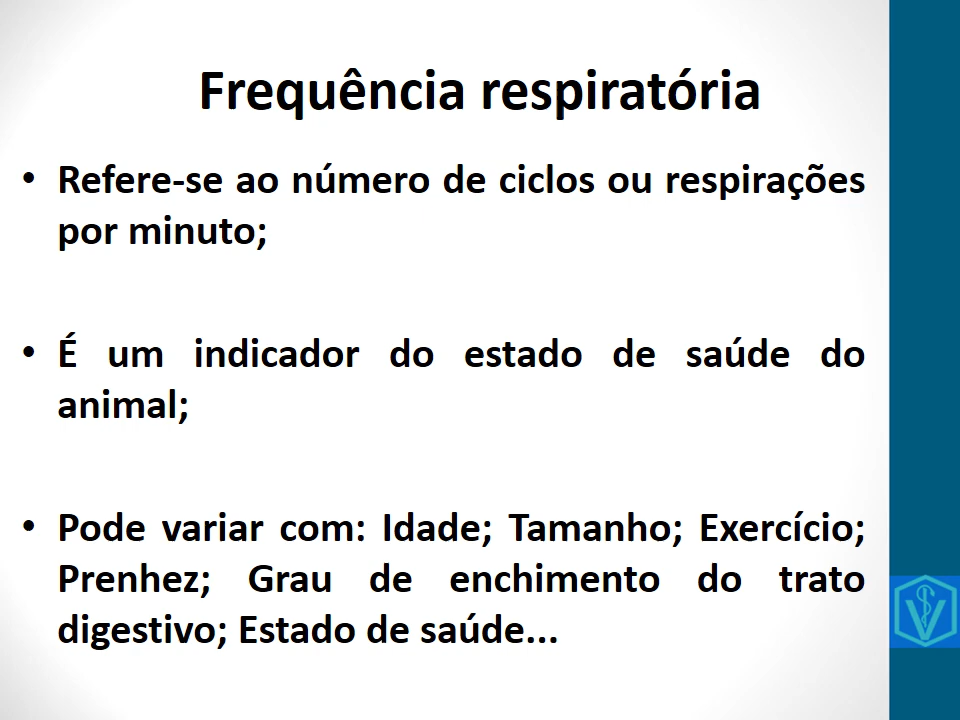 Frequência respiratória
• Refere-se ao número de ciclos ou respirações
por minuto;
• É um indicador do estado de saúde do
animal;
• Pode variar com: Idade; Tamanho; Exercício;
Prenhez; Grau de enchimento do trato
digestivo; Estado de saúde...
V